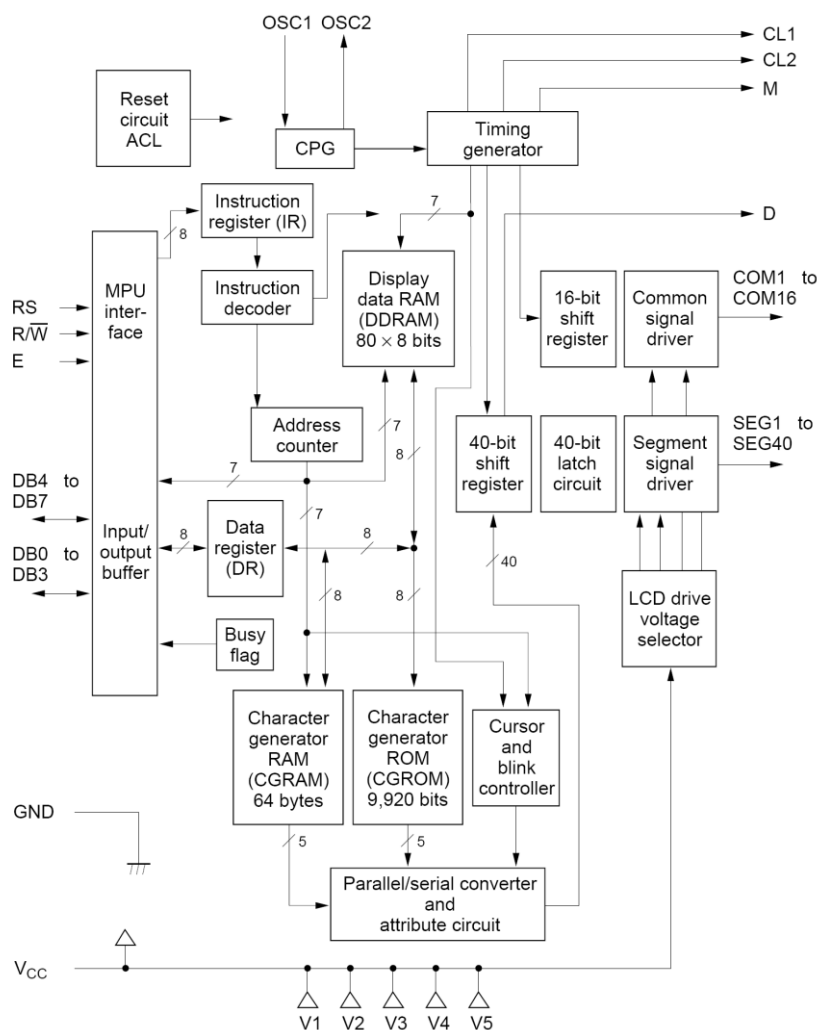 OSC1 OSC2
CL1
CL2
M
Reset
circuit
ACL
CPG
Timing
generator
Instruction
register (IR)
8
7
D
MPU
inter-
face
Instruction
decoder
Display
data RAM
(DDRAM)
80 × 8 bits
16-bit
shift
register
Common
signal
driver
COM1 to
COM16
RS
R/W̅
E
Address
counter
7
8
40-bit
shift
register
40-bit
latch
circuit
Segment
signal
driver
SEG1 to
SEG40
7
7
DB4 to
DB7
DB0 to
DB3
Input/
output
buffer
8
Data
register
(DR)
8
8
8
40
LCD drive
voltage
selector
Busy
flag
Character
generator
RAM
(CGRAM)
64 bytes
Character
generator
ROM
(CGROM)
9,920 bits
Cursor
and
blink
controller
GND
5
5
Parallel/serial converter
and
attribute circuit
VCC
V1 V2 V3 V4 V5